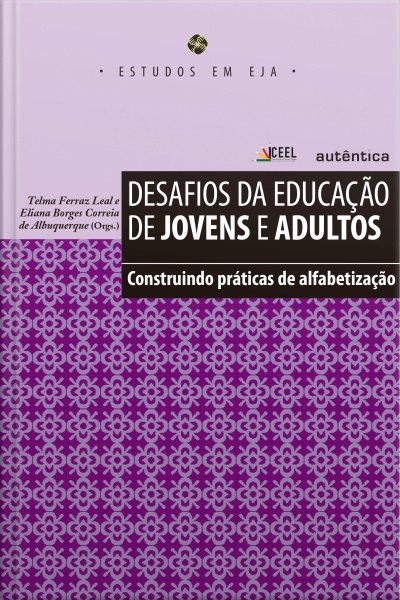 • ESTUDOS EM EJA •
CEEL
autêntica
Telma Ferraz Leal e
Eliana Borges Correia
de Albuquerque (Orgs.)
DESAFIOS DA EDUCAÇÃO
DE JOVENS E ADULTOS
Construindo práticas de alfabetização